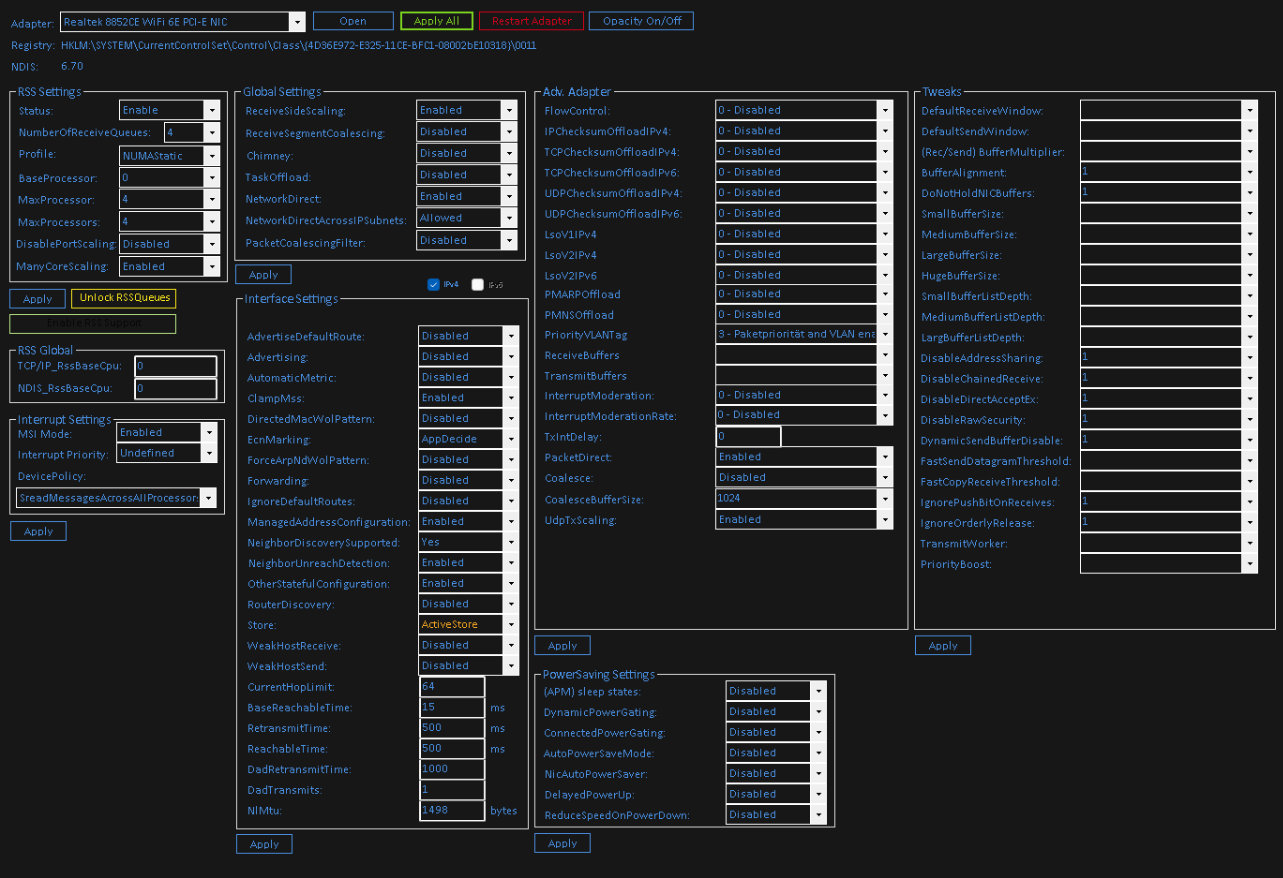 Adapter: Realtek 8852CE WiFi 6E PCI-E NIC Open Apply All Restart Adapter Opacity On/Off
Registry: HKLM:\SYSTEM\CurrentControlSet\Control\Class\{4D36E972-E325-11CE-BFC1-08002bE10318}\0011
NDIS: 6.70
RSS Settings
Status: Enable
NumberOfReceiveQueues: 4
Profile: NUMAStatic
BaseProcessor: 0
MaxProcessor: 4
MaxProcessors: 4
DisablePortScaling: Disabled
ManyCoreScaling: Enabled
Apply Unlock RSSQueues
Enable RSS Support
RSS Global
TCP/IP_RssBaseCpu: 0
NDIS_RssBaseCpu: 0
Interrupt Settings
MSI Mode: Enabled
Interrupt Priority: Undefined
DevicePolicy:
SreadMessagesAcrossAllProcessor:
Apply
Global Settings
ReceiveSideScaling: Enabled
ReceiveSegmentCoalescing: Disabled
Chimney: Disabled
TaskOffload: Disabled
NetworkDirect: Enabled
NetworkDirectAcrossIPSubnets: Allowed
PacketCoalescingFilter: Disabled
Apply
IPv4 IPv6
Interface Settings
AdvertiseDefaultRoute: Disabled
Advertising: Disabled
AutomaticMetric: Disabled
ClampMss: Enabled
DirectedMacWolPattern: Disabled
EcnMarking: AppDecide
ForceArpNdWolPattern: Disabled
Forwarding: Disabled
IgnoreDefaultRoutes: Disabled
ManagedAddressConfiguration: Enabled
NeighborDiscoverySupported: Yes
NeighborUnreachDetection: Enabled
OtherStatefulConfiguration: Enabled
RouterDiscovery: Disabled
Store: ActiveStore
WeakHostReceive: Disabled
WeakHostSend: Disabled
CurrentHopLimit: 64
BaseReachableTime: 15 ms
RetransmitTime: 500 ms
ReachableTime: 500 ms
DadRetransmitTime: 1000
DadTransmits: 1
NlMtu: 1498 bytes
Apply
Adv. Adapter
FlowControl: 0 - Disabled
IPChecksumOffloadIPv4: 0 - Disabled
TCPChecksumOffloadIPv4: 0 - Disabled
TCPChecksumOffloadIPv6: 0 - Disabled
UDPChecksumOffloadIPv4: 0 - Disabled
UDPChecksumOffloadIPv6: 0 - Disabled
LsoV1IPv4 0 - Disabled
LsoV2IPv4 0 - Disabled
LsoV2IPv6 0 - Disabled
PMARPOffload 0 - Disabled
PMNSOffload 0 - Disabled
PriorityVLANTag 3 - Paketpriorität and VLAN ena
ReceiveBuffers
TransmitBuffers
InterruptModeration: 0 - Disabled
InterruptModerationRate: 0 - Disabled
TxIntDelay: 0
PacketDirect: Enabled
Coalesce: Disabled
CoalesceBufferSize: 1024
UdpTxScaling: Enabled
Apply
PowerSaving Settings
(APM) sleep states: Disabled
DynamicPowerGating: Disabled
ConnectedPowerGating: Disabled
AutoPowerSaveMode: Disabled
NicAutoPowerSaver: Disabled
DelayedPowerUp: Disabled
ReduceSpeedOnPowerDown: Disabled
Apply
Tweaks
DefaultReceiveWindow:
DefaultSendWindow:
(Rec/Send) BufferMultiplier:
BufferAlignment: 1
DoNotHoldNICBuffers: 1
SmallBufferSize:
MediumBufferSize:
LargeBufferSize:
HugeBufferSize:
SmallBufferListDepth:
MediumBufferListDepth:
LargBufferListDepth:
DisableAddressSharing: 1
DisableChainedReceive: 1
DisableDirectAcceptEx: 1
DisableRawSecurity: 1
DynamicSendBufferDisable: 1
FastSendDatagramThreshold:
FastCopyReceiveThreshold:
IgnorePushBitOnReceives: 1
IgnoreOrderlyRelease: 1
TransmitWorker:
PriorityBoost:
Apply